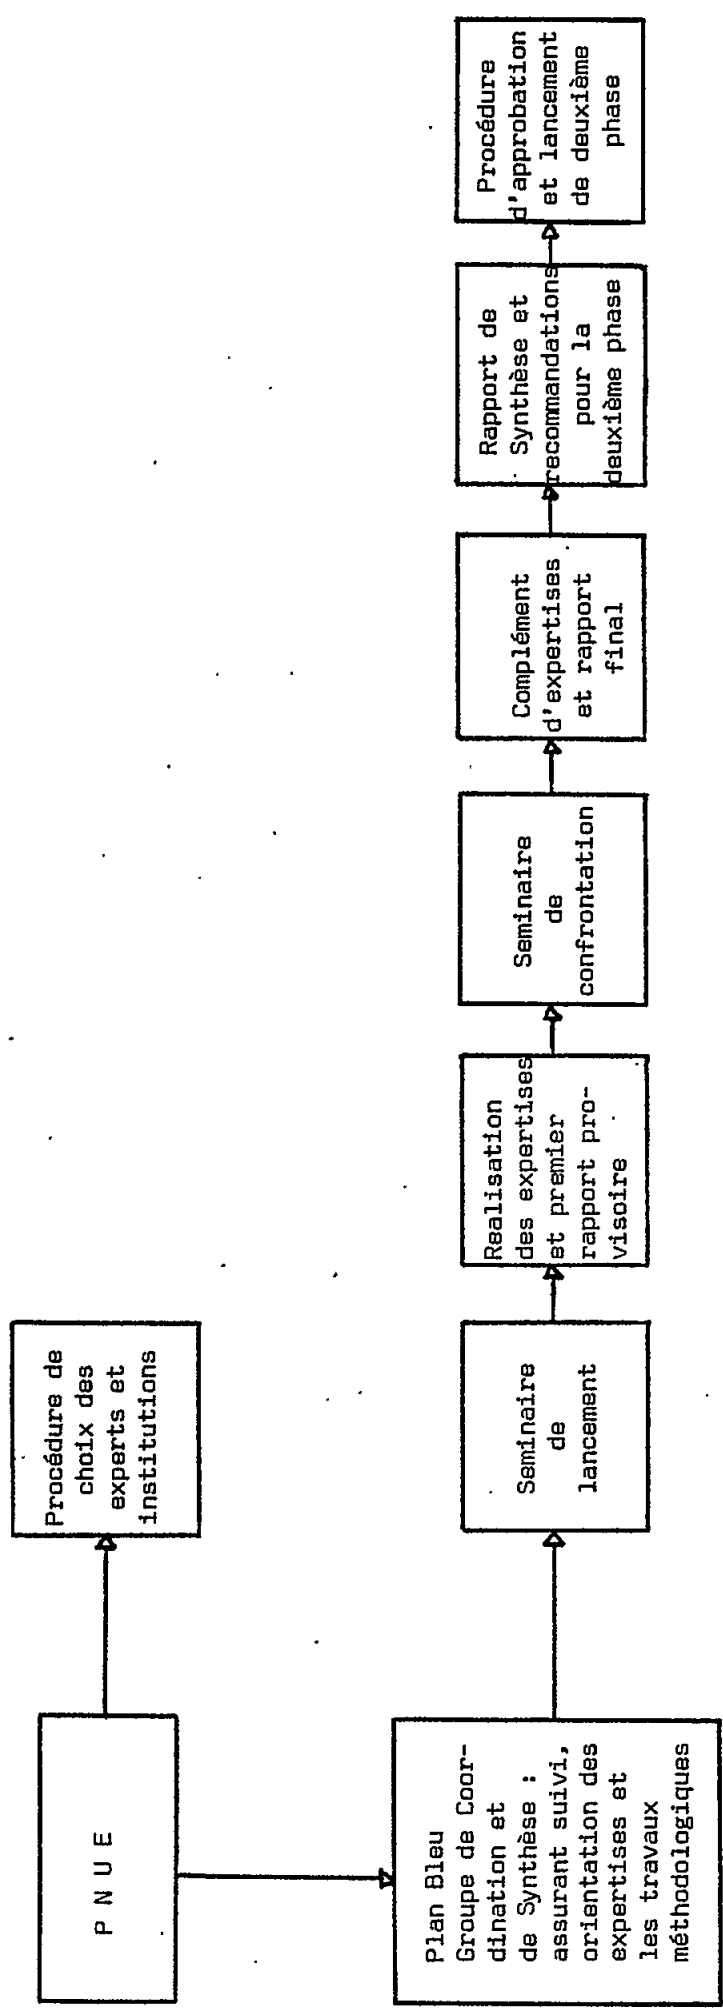 P N U E
Procédure de
choix des
experts et
institutions
Plan Bleu
Groupe de Coor-
dination et
de Synthèse :
assurant suivi,
orientation des
expertises et
les travaux
méthodologiques
Seminaire
de
lancement
Realisation
des expertises
et premier
rapport pro-
visoire
Seminaire
de
confrontation
Complément
d'expertises
et rapport
final
Rapport de
Synthèse et
recommandations
pour la
deuxième phase
Procédure
d'approbation
et lancement
de deuxième
phase